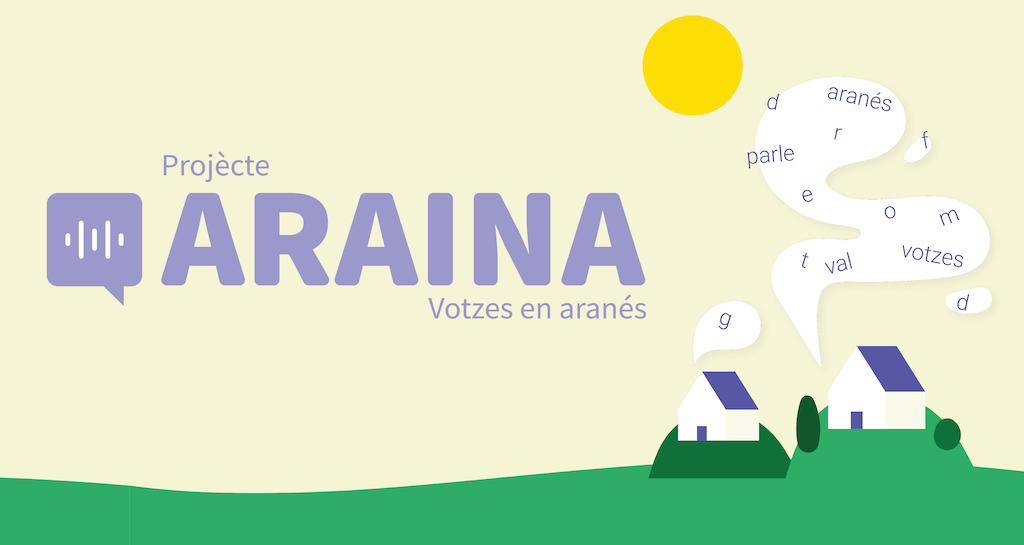 Projècte
ARAINA
Votzes en aranés
d
aranés
r
f
parle
e
o
m
votzes
t
val
d
g